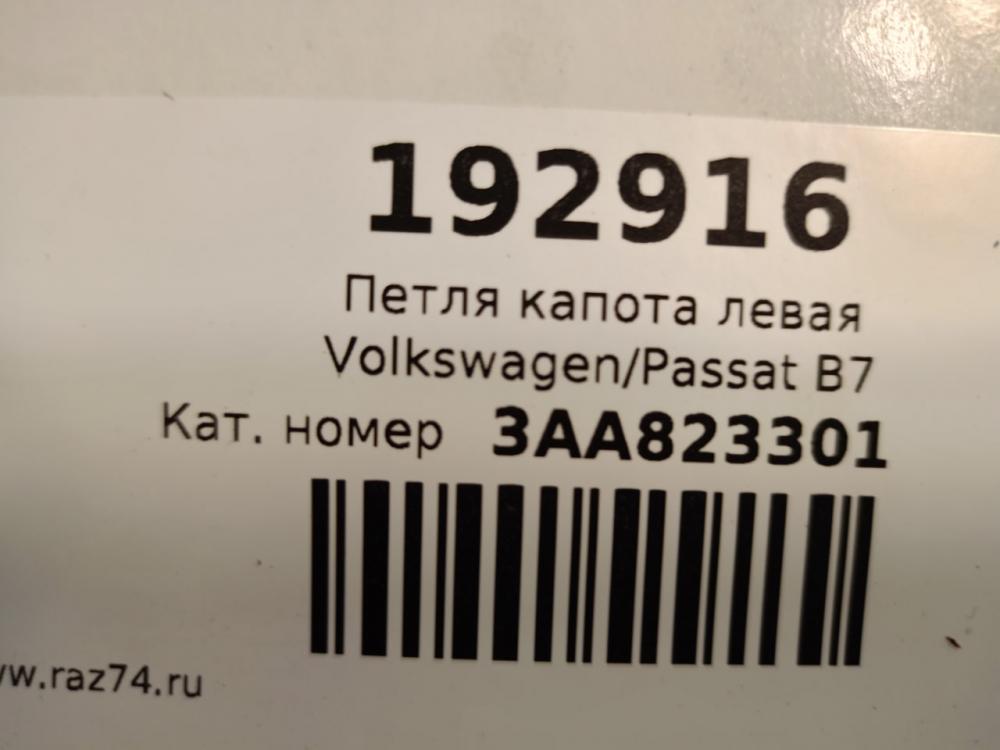 192916
Петля капота левая
Volkswagen/Passat B7
Кат. номер 3AA823301
w.raz74.ru